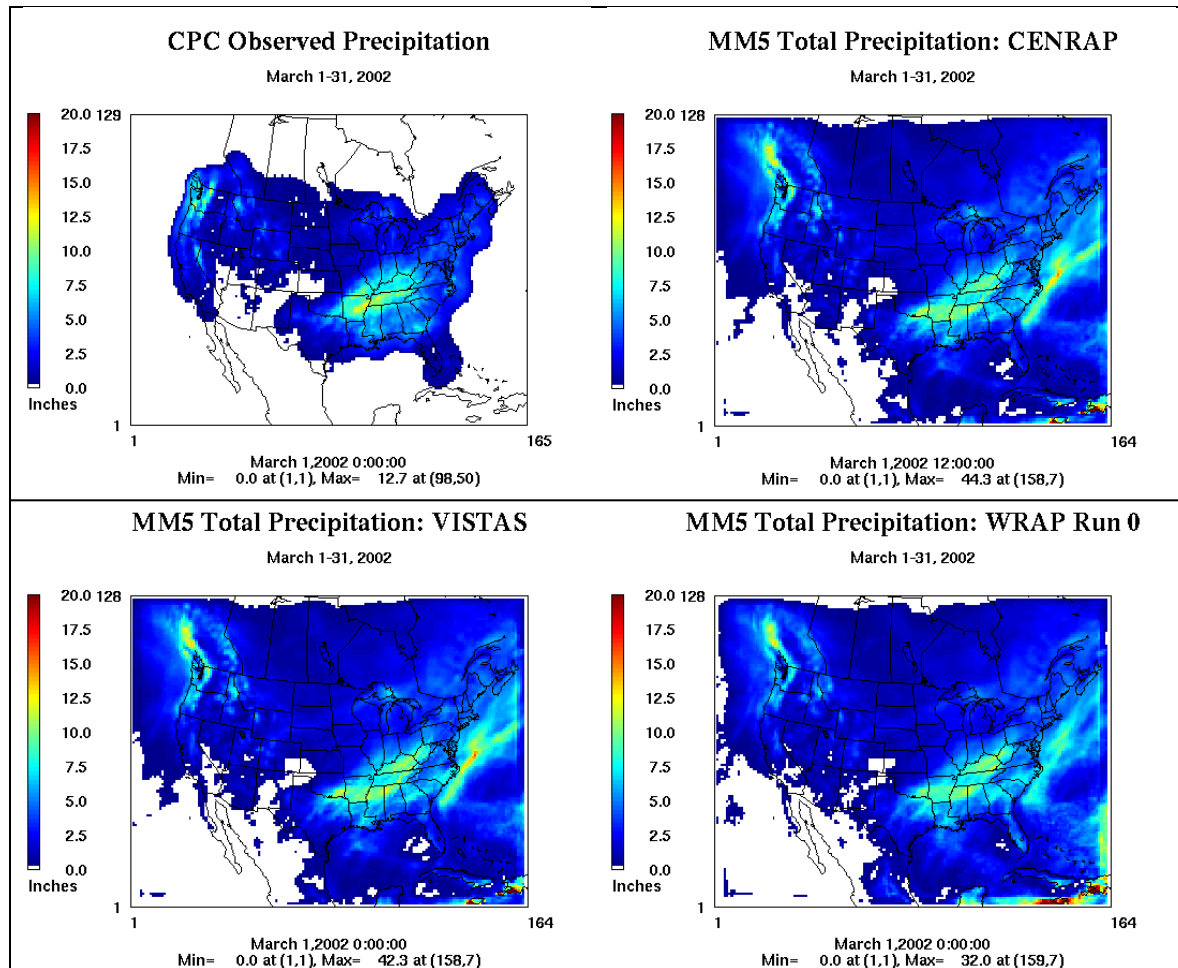 CPC Observed Precipitation
March 1-31, 2002
20.0 129
17.5
15.0
12.5
10.0
7.5
5.0
2.5
0.0
Inches
1
1 165
March 1,2002 0:00:00
Min= 0.0 at (1,1), Max= 12.7 at (98,50)
MM5 Total Precipitation: CENRAP
March 1-31, 2002
20.0 128
17.5
15.0
12.5
10.0
7.5
5.0
2.5
0.0
Inches
1
1 164
March 1,2002 12:00:00
Min= 0.0 at (1,1), Max= 44.3 at (158,7)
MM5 Total Precipitation: VISTAS
March 1-31, 2002
20.0 128
17.5
15.0
12.5
10.0
7.5
5.0
2.5
0.0
Inches
1
1 164
March 1,2002 0:00:00
Min= 0.0 at (1,1), Max= 42.3 at (158,7)
MM5 Total Precipitation: WRAP Run 0
March 1-31, 2002
20.0 128
17.5
15.0
12.5
10.0
7.5
5.0
2.5
0.0
Inches
1
1 164
March 1,2002 0:00:00
Min= 0.0 at (1,1), Max= 32.0 at (159,7)